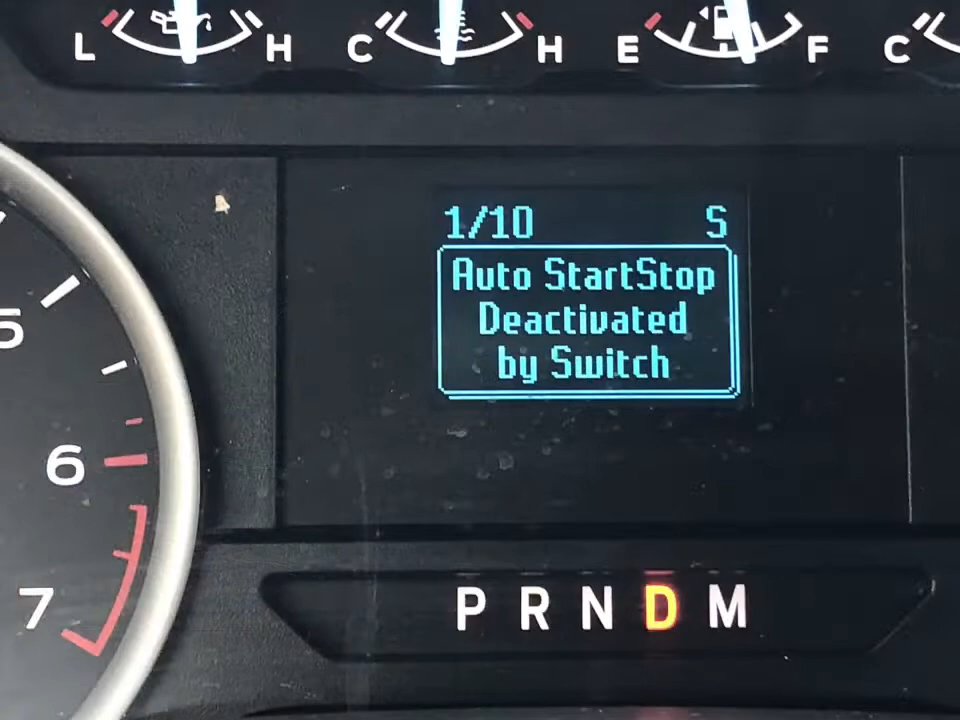 L H C H E F C
1/10 S
Auto StartStop
Deactivated
by Switch
5
6
7
P R N D M